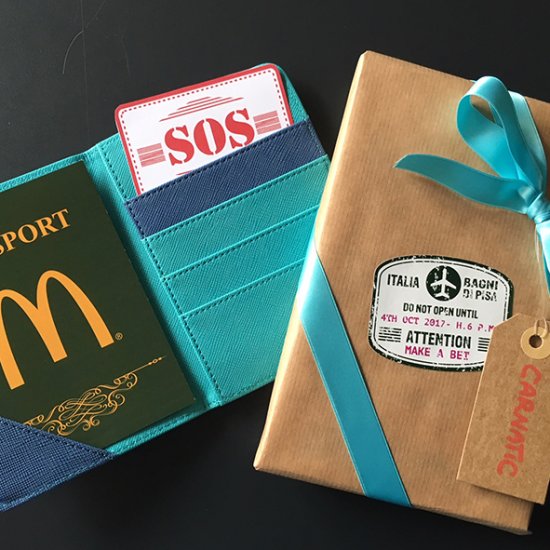 SPORT
M
SOS
ITALIA BAGNI DI PISA
DO NOT OPEN UNTIL
4TH OCT 2017- H.6 P.M
ATTENTION
MAKE A BET
CARNATIC